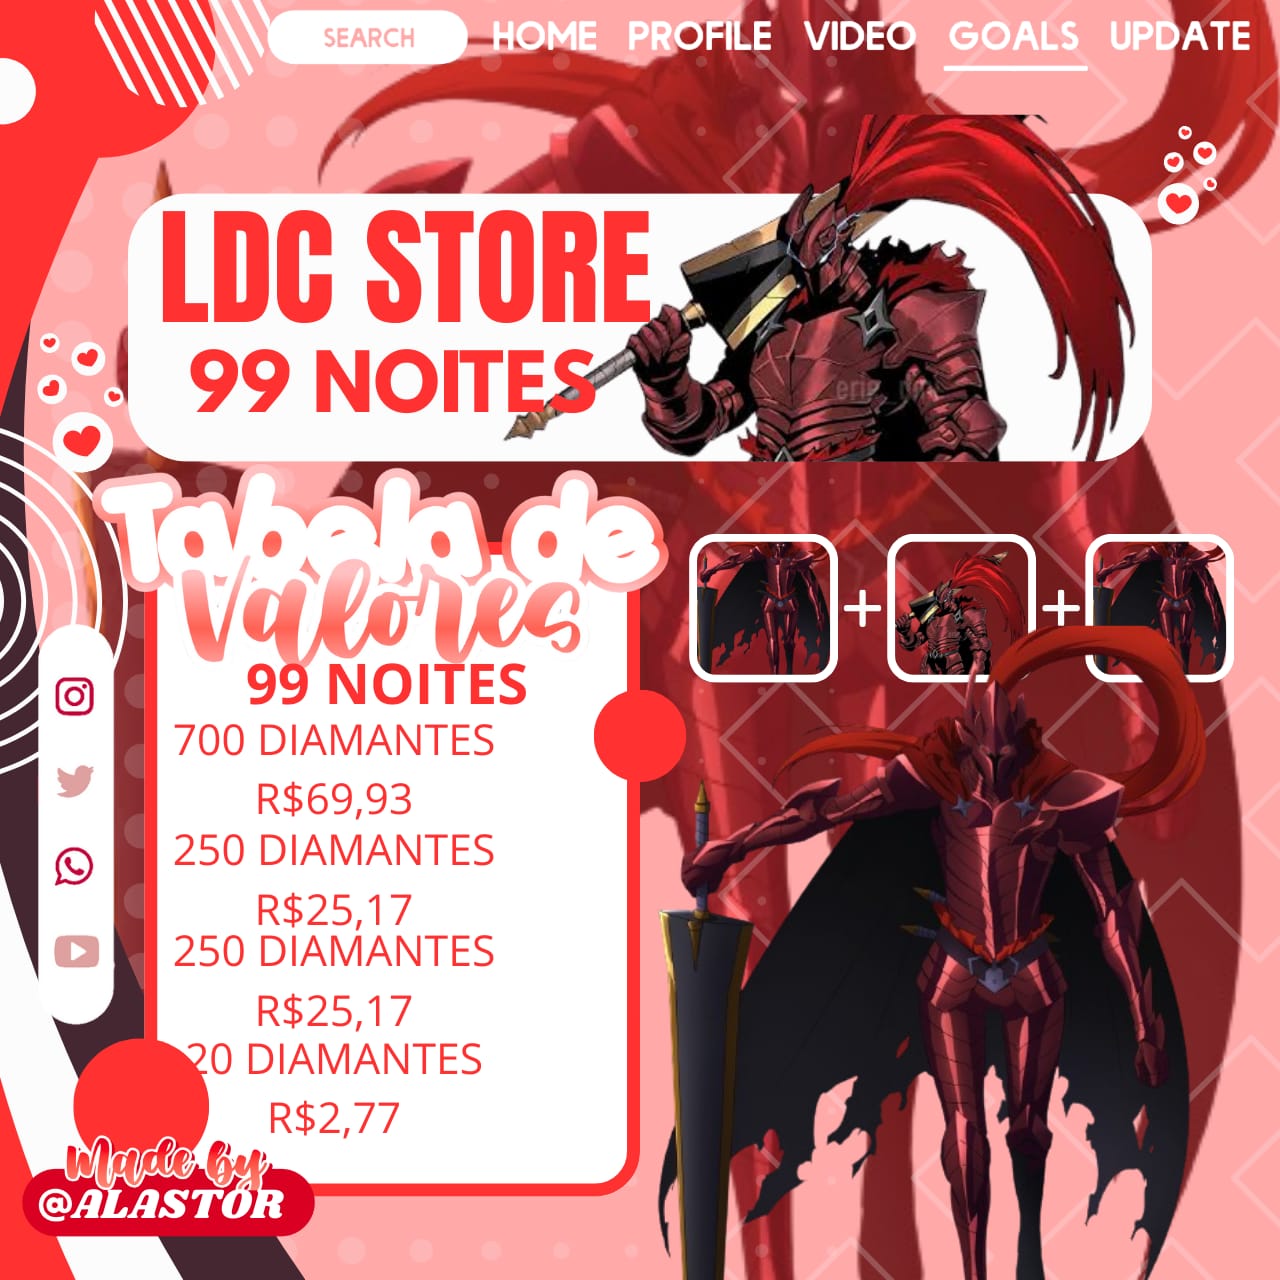 SEARCH HOME PROFILE VIDEO GOALS UPDATE
LDC STORE
99 NOITES
Tabela de
Valores
99 NOITES
700 DIAMANTES
R$69,93
250 DIAMANTES
R$25,17
250 DIAMANTES
R$25,17
20 DIAMANTES
R$2,77
Made by
@ALASTOR